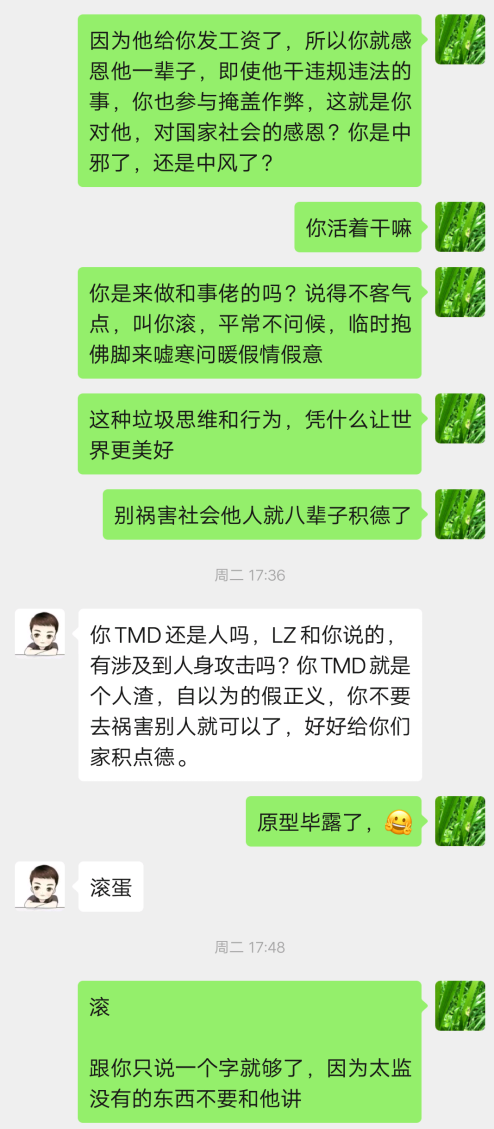 因为他给你发工资了，所以你就感
恩他一辈子，即使他干违规违法的
事，你也参与掩盖作弊，这就是你
对他，对国家社会的感恩？你是中
邪了，还是中风了？
你活着干嘛
你是来做和事佬的吗？说得不客气
点，叫你滚，平常不问候，临时抱
佛脚来嘘寒问暖假情假意
这种垃圾思维和行为，凭什么让世
界更美好
别祸害社会他人就八辈子积德了
周二 17:36
你TMD还是人吗，LZ和你说的，
有涉及到人身攻击吗？你TMD就是
个人渣，自以为的假正义，你不要
去祸害别人就可以了，好好给你们
家积点德。
原型毕露了，🤗
滚蛋
周二 17:48
滚
跟你只说一个字就够了，因为太监
没有的东西不要和他讲